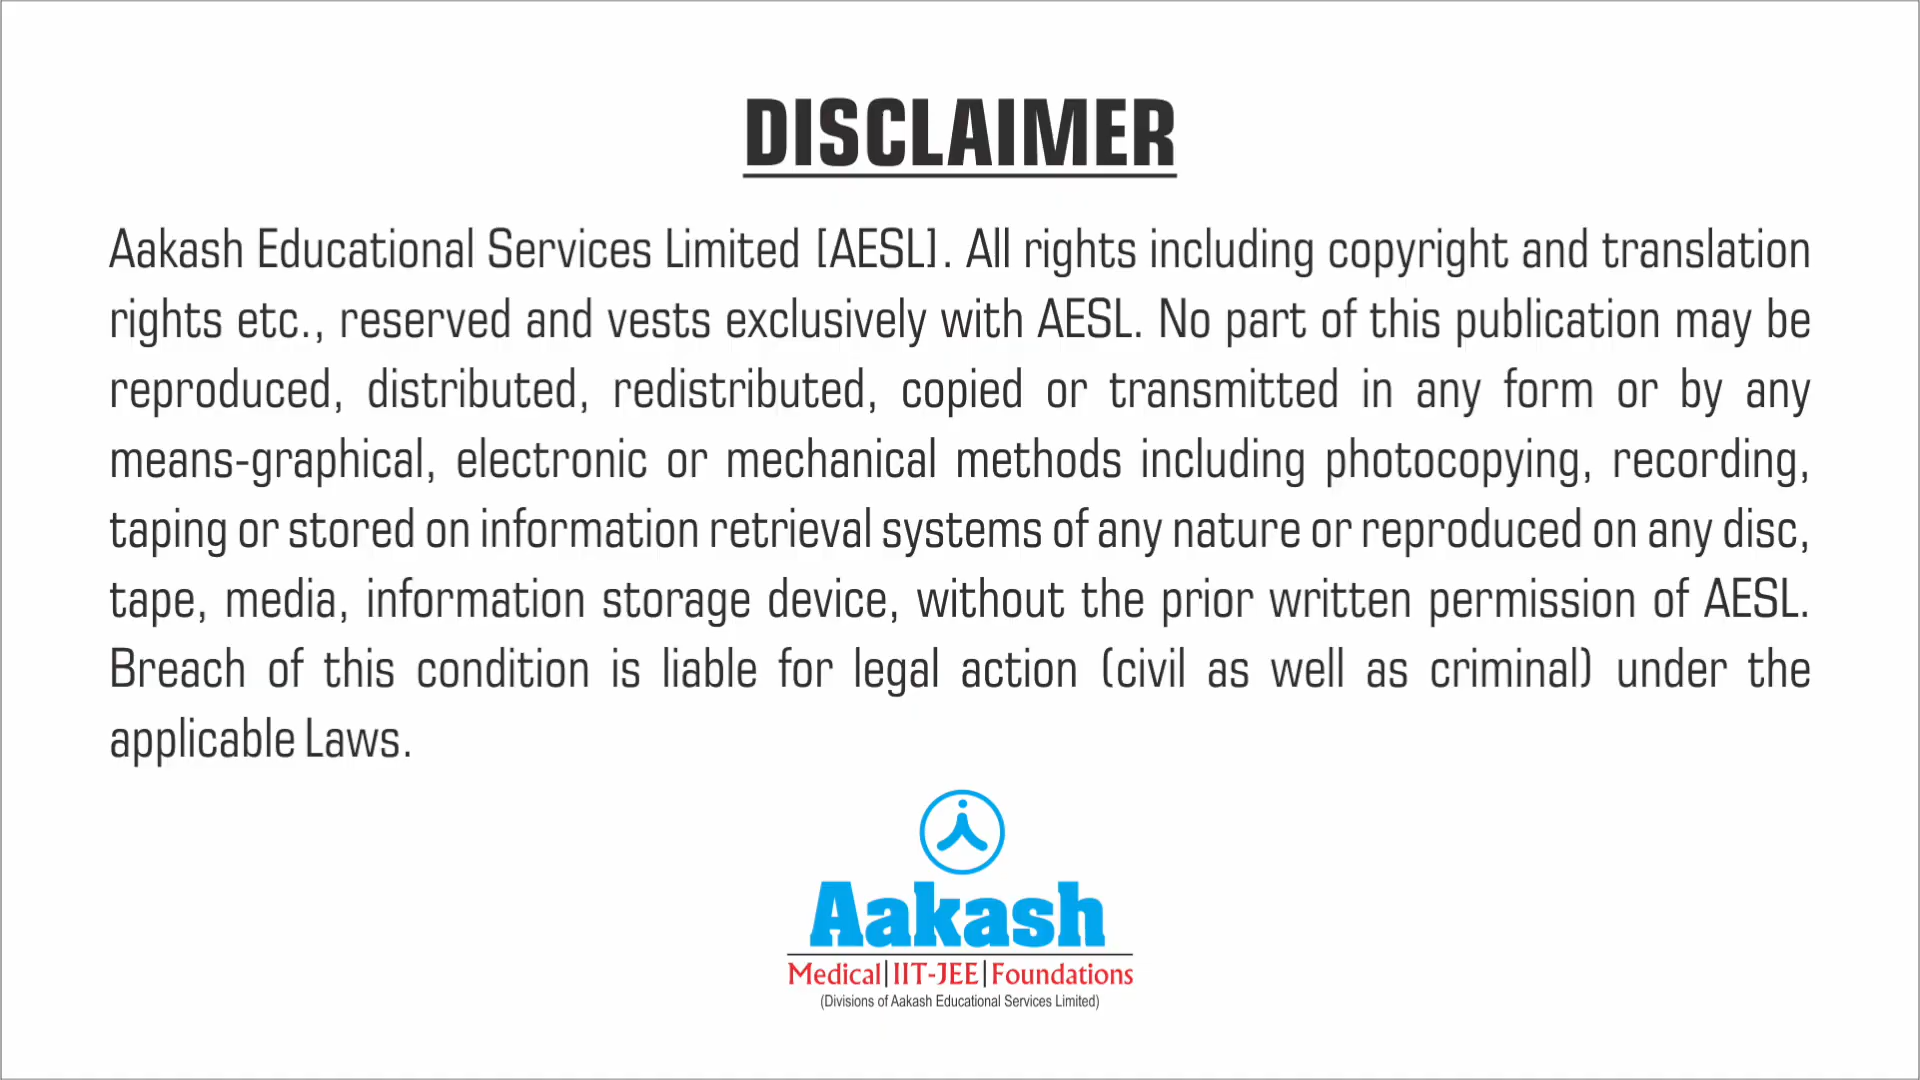 DISCLAIMER
Aakash Educational Services Limited [AESL]. All rights including copyright and translation
rights etc., reserved and vests exclusively with AESL. No part of this publication may be
reproduced, distributed, redistributed, copied or transmitted in any form or by any
means-graphical, electronic or mechanical methods including photocopying, recording,
taping or stored on information retrieval systems of any nature or reproduced on any disc,
tape, media, information storage device, without the prior written permission of AESL.
Breach of this condition is liable for legal action (civil as well as criminal) under the
applicable Laws.
Aakash
Medical|IIT-JEE|Foundations
(Divisions of Aakash Educational Services Limited)